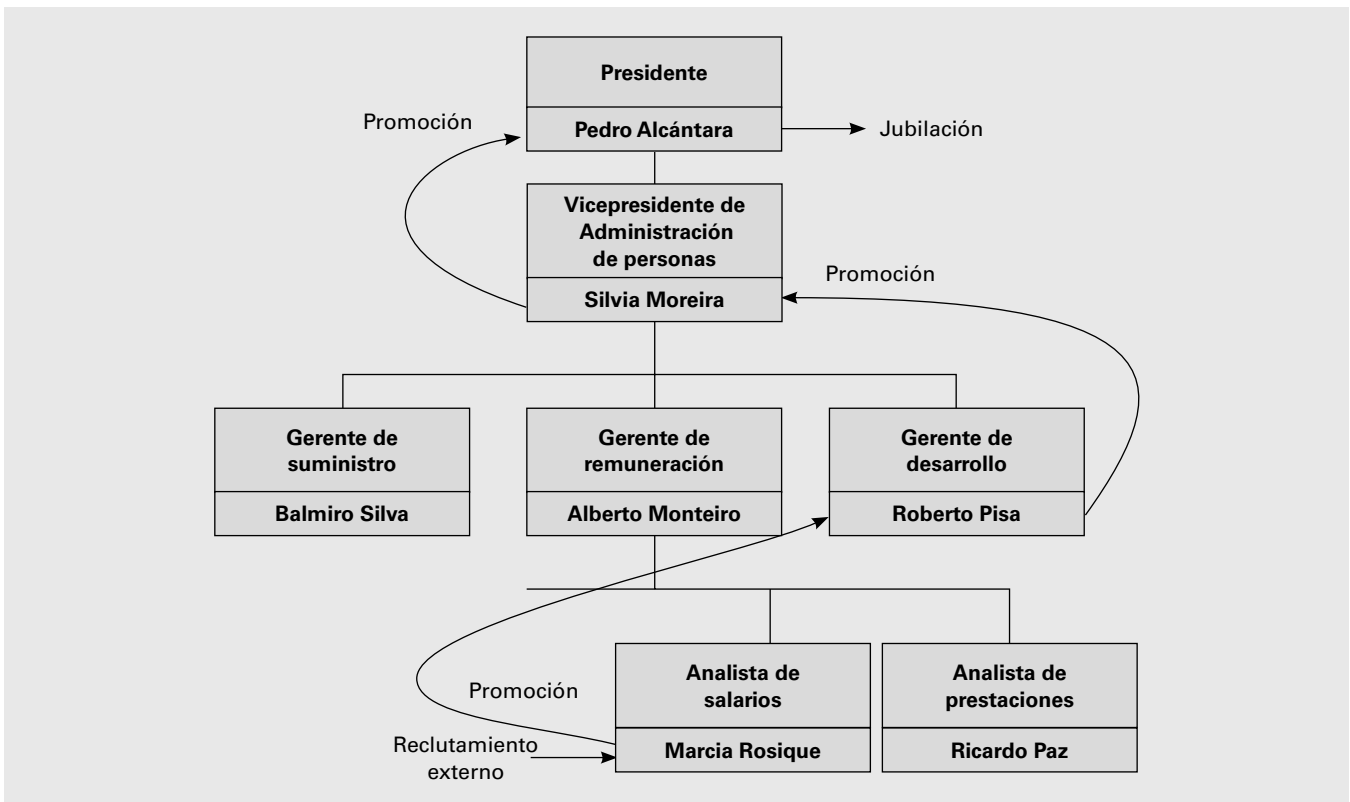 Presidente
Promoción
Pedro Alcántara
Jubilación
Vicepresidente de
Administración
de personas
Promoción
Silvia Moreira
Gerente de
suministro
Balmiro Silva
Gerente de
remuneración
Alberto Monteiro
Gerente de
desarrollo
Roberto Pisa
Promoción
Analista de
salarios
Marcia Rosique
Analista de
prestaciones
Ricardo Paz
Reclutamiento
externo